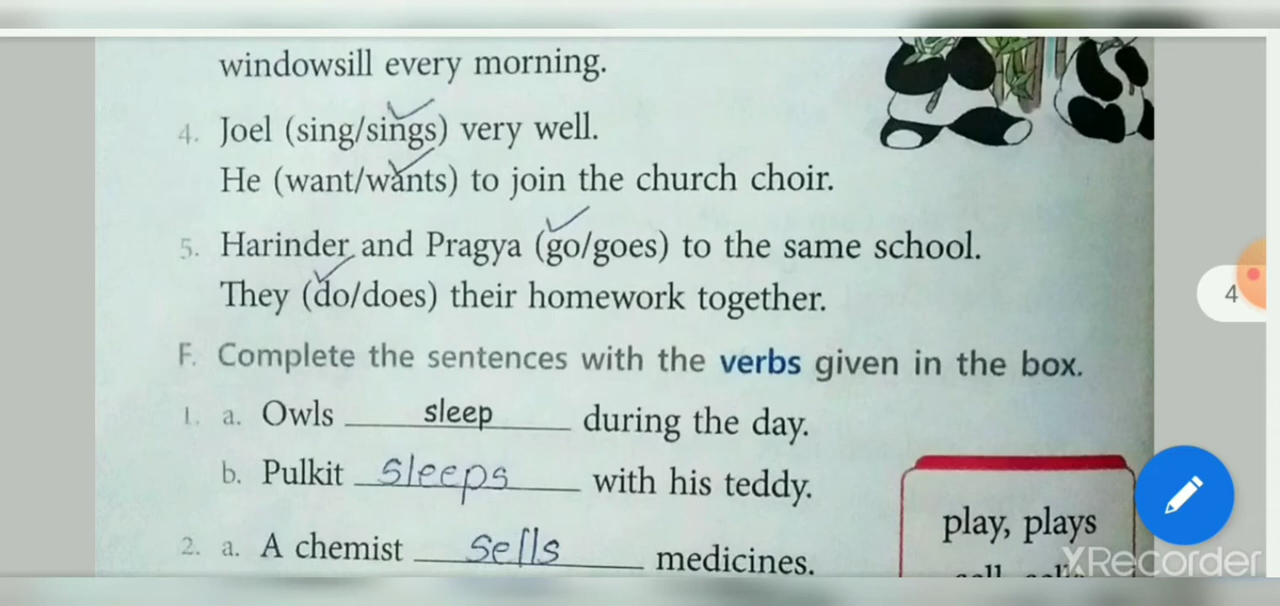 windowsill every morning.
4. Joel (sing/sings) very well.
He (want/wants) to join the church choir.
5. Harinder and Pragya (go/goes) to the same school.
They (do/does) their homework together.
4
F. Complete the sentences with the verbs given in the box.
1. a. Owls sleep during the day.
b. Pulkit sleeps with his teddy.
2. a. A chemist sells medicines.
play, plays
XRecorder